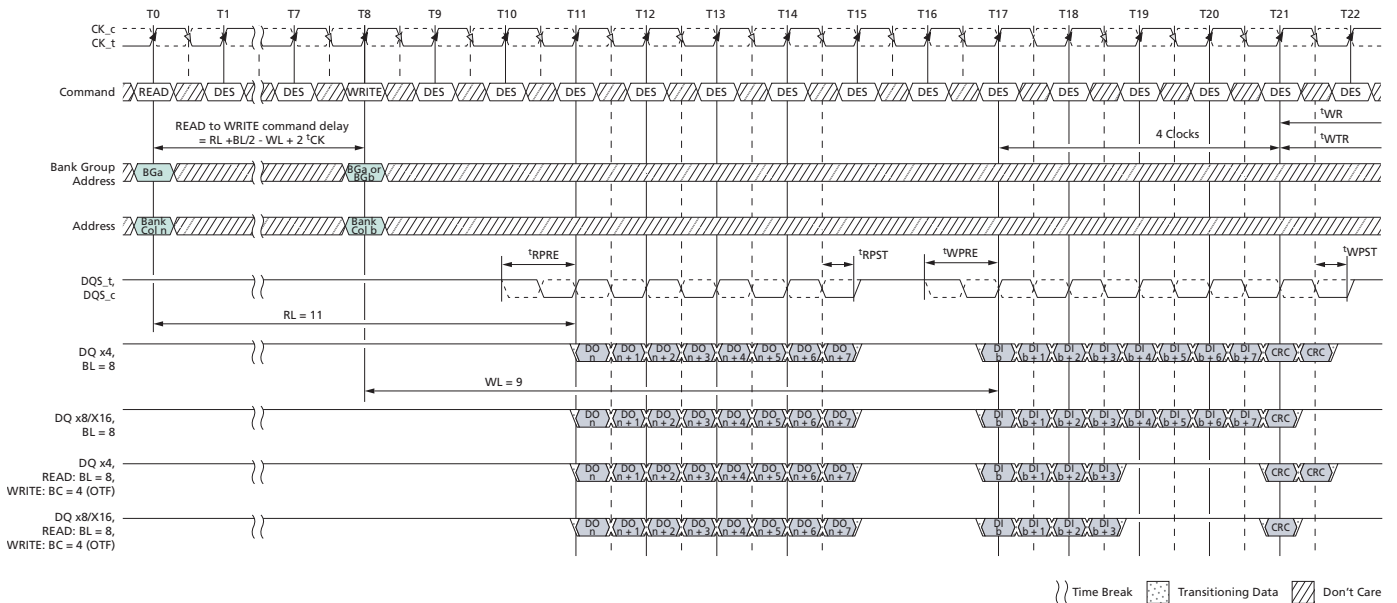 T0 T1 T7 T8 T9 T10 T11 T12 T13 T14 T15 T16 T17 T18 T19 T20 T21 T22
CK_c
CK_t
Command READ DES DES WRITE DES DES DES DES DES DES DES DES DES DES DES DES DES DES
READ to WRITE command delay
= RL +BL/2 - WL + 2 tCK
4 Clocks
tWR
tWTR
Bank Group
Address
BGa
BGa or
BGb
Address
Bank
Col n
Bank
Col b
tRPRE
tRPST
tWPRE
tWPST
DQS_t,
DQS_c
RL = 11
DQ x4,
BL = 8
DO DO DO DO DO DO DO DO DI DI DI DI DI DI DI DI CRC CRC
n n + 1 n + 2 n + 3 n + 4 n + 5 n + 6 n + 7 b b + 1 b + 2 b + 3 b + 4 b + 5 b + 6 b + 7
WL = 9
DQ x8/X16,
BL = 8
DO DO DO DO DO DO DO DO DI DI DI DI DI DI DI DI CRC
n n + 1 n + 2 n + 3 n + 4 n + 5 n + 6 n + 7 b b + 1 b + 2 b + 3 b + 4 b + 5 b + 6 b + 7
DQ x4,
READ: BL = 8,
WRITE: BC = 4 (OTF)
DO DO DO DO DO DO DO DO DI DI DI DI CRC CRC
n n + 1 n + 2 n + 3 n + 4 n + 5 n + 6 n + 7 b b + 1 b + 2 b + 3
DQ x8/X16,
READ: BL = 8,
WRITE: BC = 4 (OTF)
DO DO DO DO DO DO DO DO DI DI DI DI CRC
n n + 1 n + 2 n + 3 n + 4 n + 5 n + 6 n + 7 b b + 1 b + 2 b + 3
Time Break Transitioning Data Don't Care